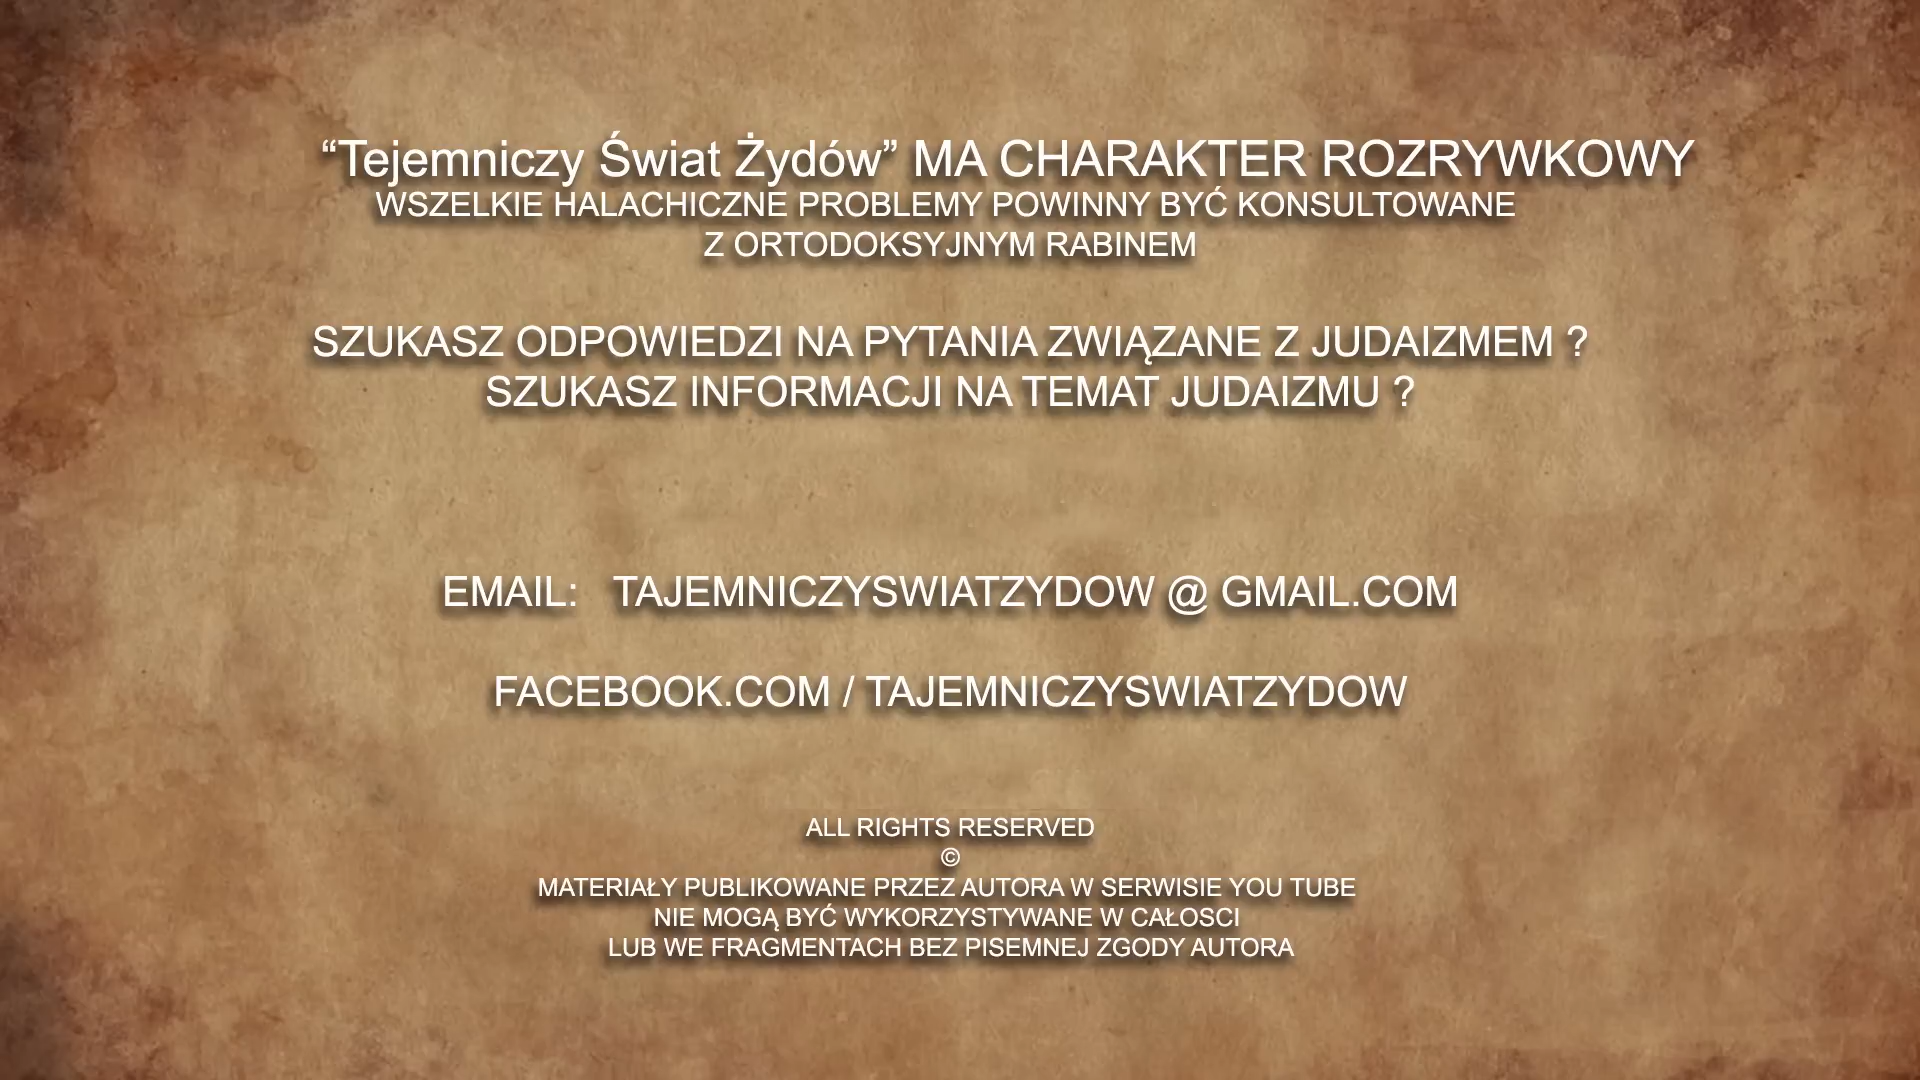 “Tejemniczy Świat Żydów” MA CHARAKTER ROZRYWKOWY
WSZELKIE HALACHICZNE PROBLEMY POWINNY BYĆ KONSULTOWANE
Z ORTODOKSYJNYM RABINEM
SZUKASZ ODPOWIEDZI NA PYTANIA ZWIĄZANE Z JUDAIZMEM ?
SZUKASZ INFORMACJI NA TEMAT JUDAIZMU ?
EMAIL: TAJEMNICZYSWIATZYDOW @ GMAIL.COM
FACEBOOK.COM / TAJEMNICZYSWIATZYDOW
ALL RIGHTS RESERVED
©
MATERIAŁY PUBLIKOWANE PRZEZ AUTORA W SERWISIE YOU TUBE
NIE MOGĄ BYĆ WYKORZYSTYWANE W CAŁOSCI
LUB WE FRAGMENTACH BEZ PISEMNEJ ZGODY AUTORA